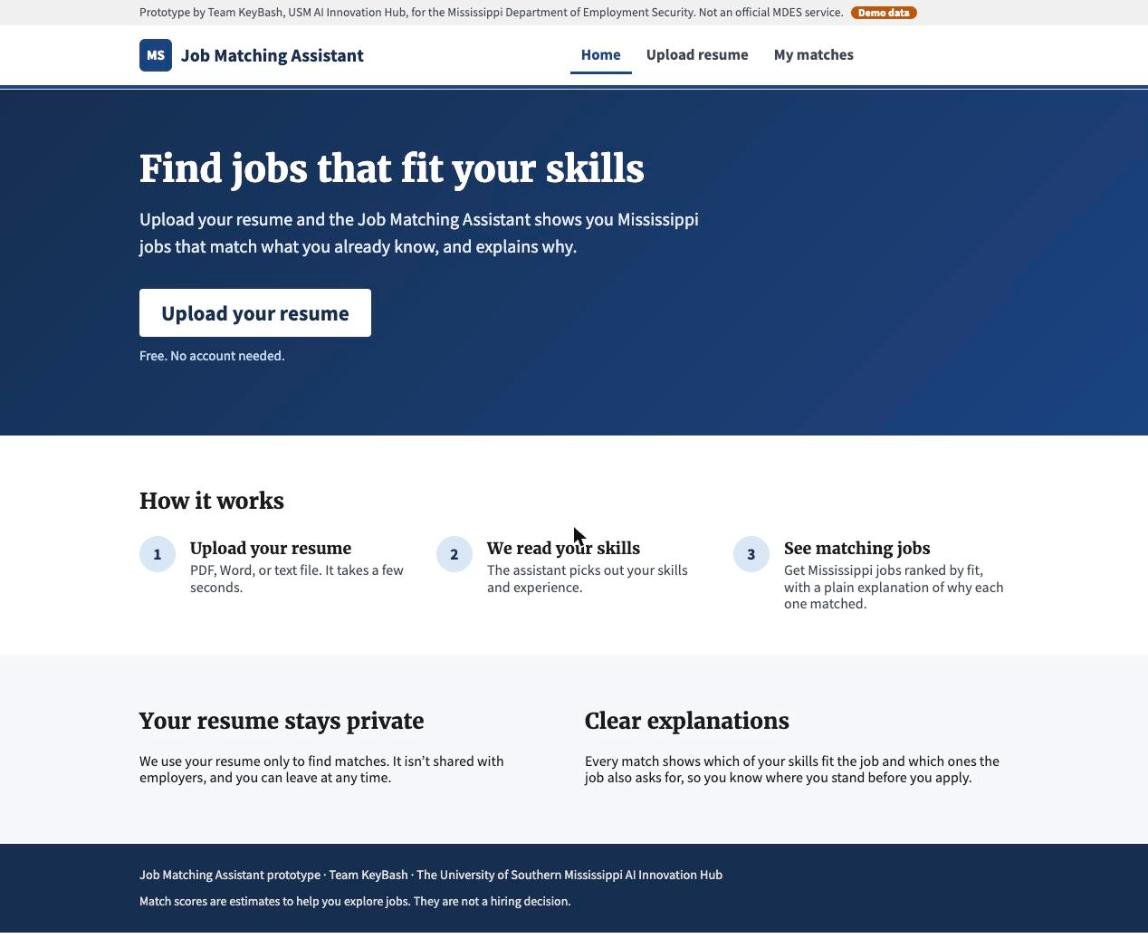 Prototype by Team KeyBash, USM AI Innovation Hub, for the Mississippi Department of Employment Security. Not an official MDES service. Demo data
MS Job Matching Assistant Home Upload resume My matches
Find jobs that fit your skills
Upload your resume and the Job Matching Assistant shows you Mississippi
jobs that match what you already know, and explains why.
Upload your resume
Free. No account needed.
How it works
1 Upload your resume
PDF, Word, or text file. It takes a few
seconds.
2 We read your skills
The assistant picks out your skills
and experience.
3 See matching jobs
Get Mississippi jobs ranked by fit,
with a plain explanation of why each
one matched.
Your resume stays private
We use your resume only to find matches. It isn’t shared with
employers, and you can leave at any time.
Clear explanations
Every match shows which of your skills fit the job and which ones the
job also asks for, so you know where you stand before you apply.
Job Matching Assistant prototype · Team KeyBash · The University of Southern Mississippi AI Innovation Hub
Match scores are estimates to help you explore jobs. They are not a hiring decision.